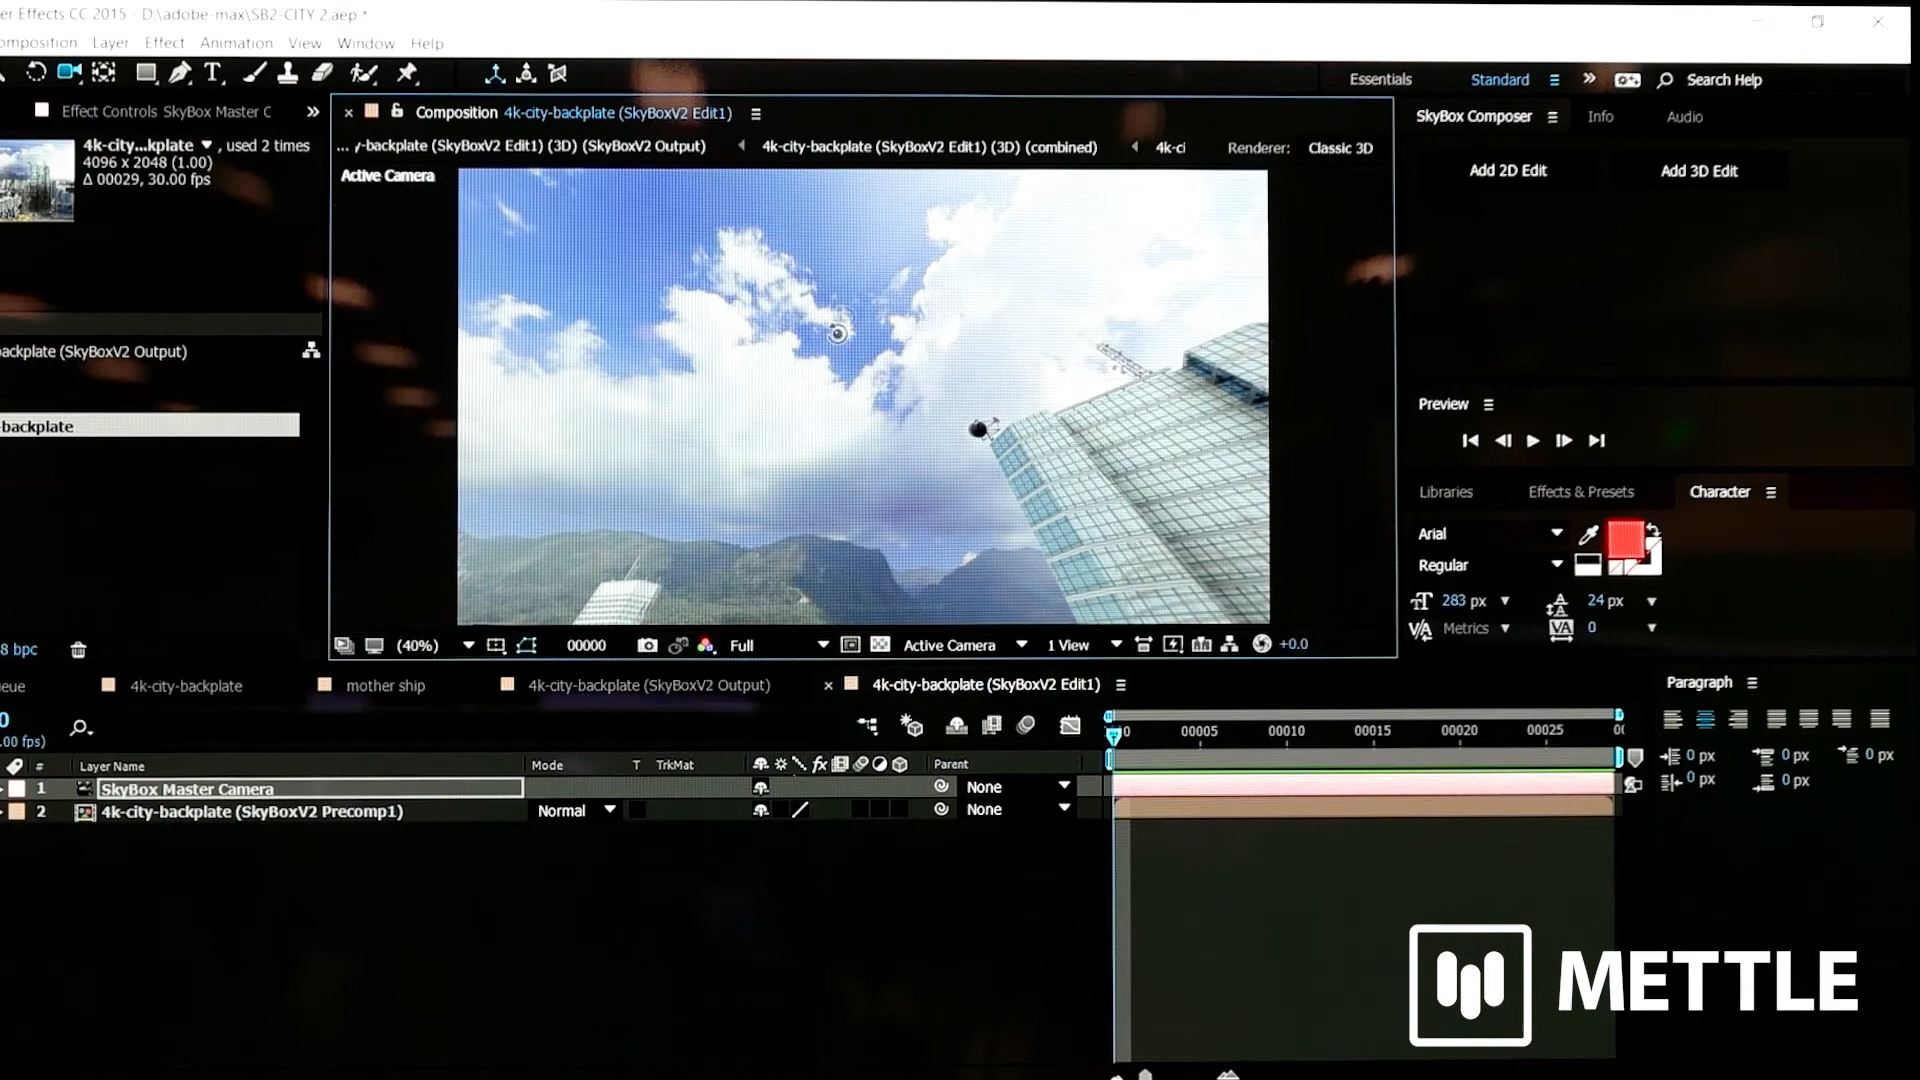 er Effects CC 2015 - D:\adobe-max\SB2-CITY 2.aep *
omposition Layer Effect Animation View Window Help
Essentials Standard Search Help
Effect Controls SkyBox Master C
Composition 4k-city-backplate (SkyBoxV2 Edit1)
SkyBox Composer Info Audio
4k-city...kplate , used 2 times
4096 x 2048 (1.00)
Δ 00029, 30.00 fps
... y-backplate (SkyBoxV2 Edit1) (3D) (SkyBoxV2 Output) 4k-city-backplate (SkyBoxV2 Edit1) (3D) (combined) 4k-ci Renderer: Classic 3D
Active Camera
Add 2D Edit Add 3D Edit
ackplate (SkyBoxV2 Output)
-backplate
Preview
Libraries Effects & Presets Character
Arial
Regular
283 px 24 px
Metrics 0
8 bpc
(40%) 00000 Full Active Camera 1 View +0.0
eue 4k-city-backplate mother ship 4k-city-backplate (SkyBoxV2 Output) 4k-city-backplate (SkyBoxV2 Edit1)
Paragraph
0
.00 fps)
0 00005 00010 00015 00020 00025 00
# Layer Name Mode T TrkMat fx Parent
1 SkyBox Master Camera None
2 4k-city-backplate (SkyBoxV2 Precomp1) Normal None
0 px 0 px 0 px
0 px 0 px
METTLE